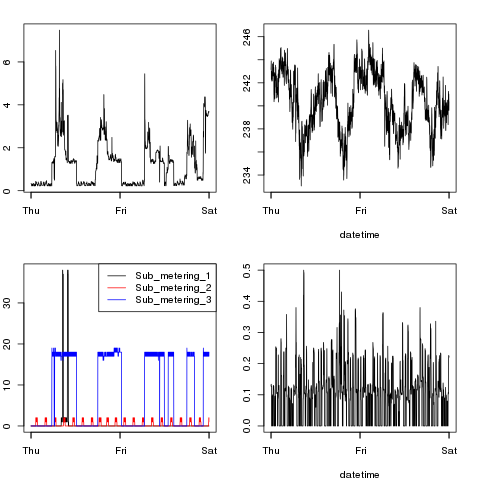 0 2 4 6
Thu Fri Sat
234 238 242 246
Thu Fri Sat
datetime
0 10 20 30
Sub_metering_1
Sub_metering_2
Sub_metering_3
Thu Fri Sat
0.0 0.1 0.2 0.3 0.4 0.5
Thu Fri Sat
datetime